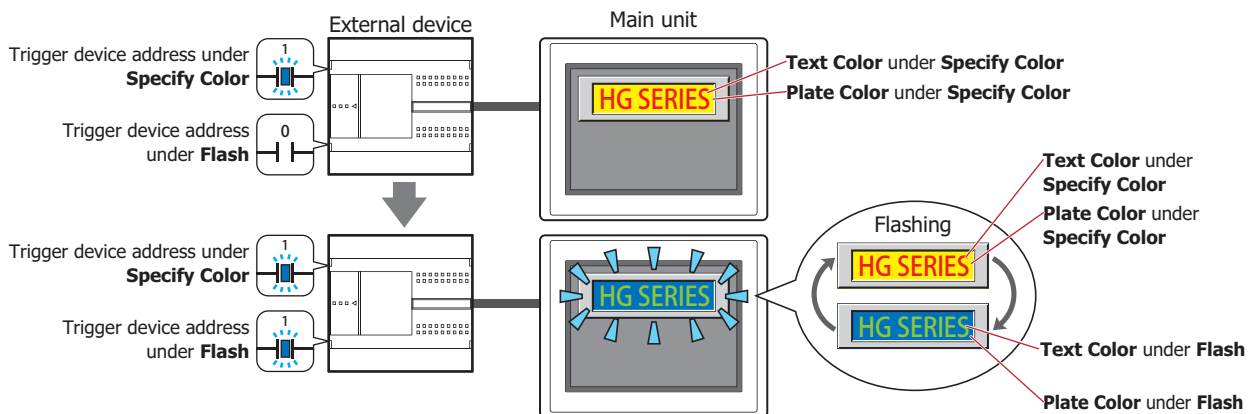 External device
Main unit
Trigger device address under
Specify Color
1
Trigger device address
under Flash
0
HG SERIES
Text Color under Specify Color
Plate Color under Specify Color
Trigger device address under
Specify Color
1
Trigger device address
under Flash
1
HG SERIES
Flashing
HG SERIES
HG SERIES
Text Color under
Specify Color
Plate Color under
Specify Color
Text Color under Flash
Plate Color under Flash